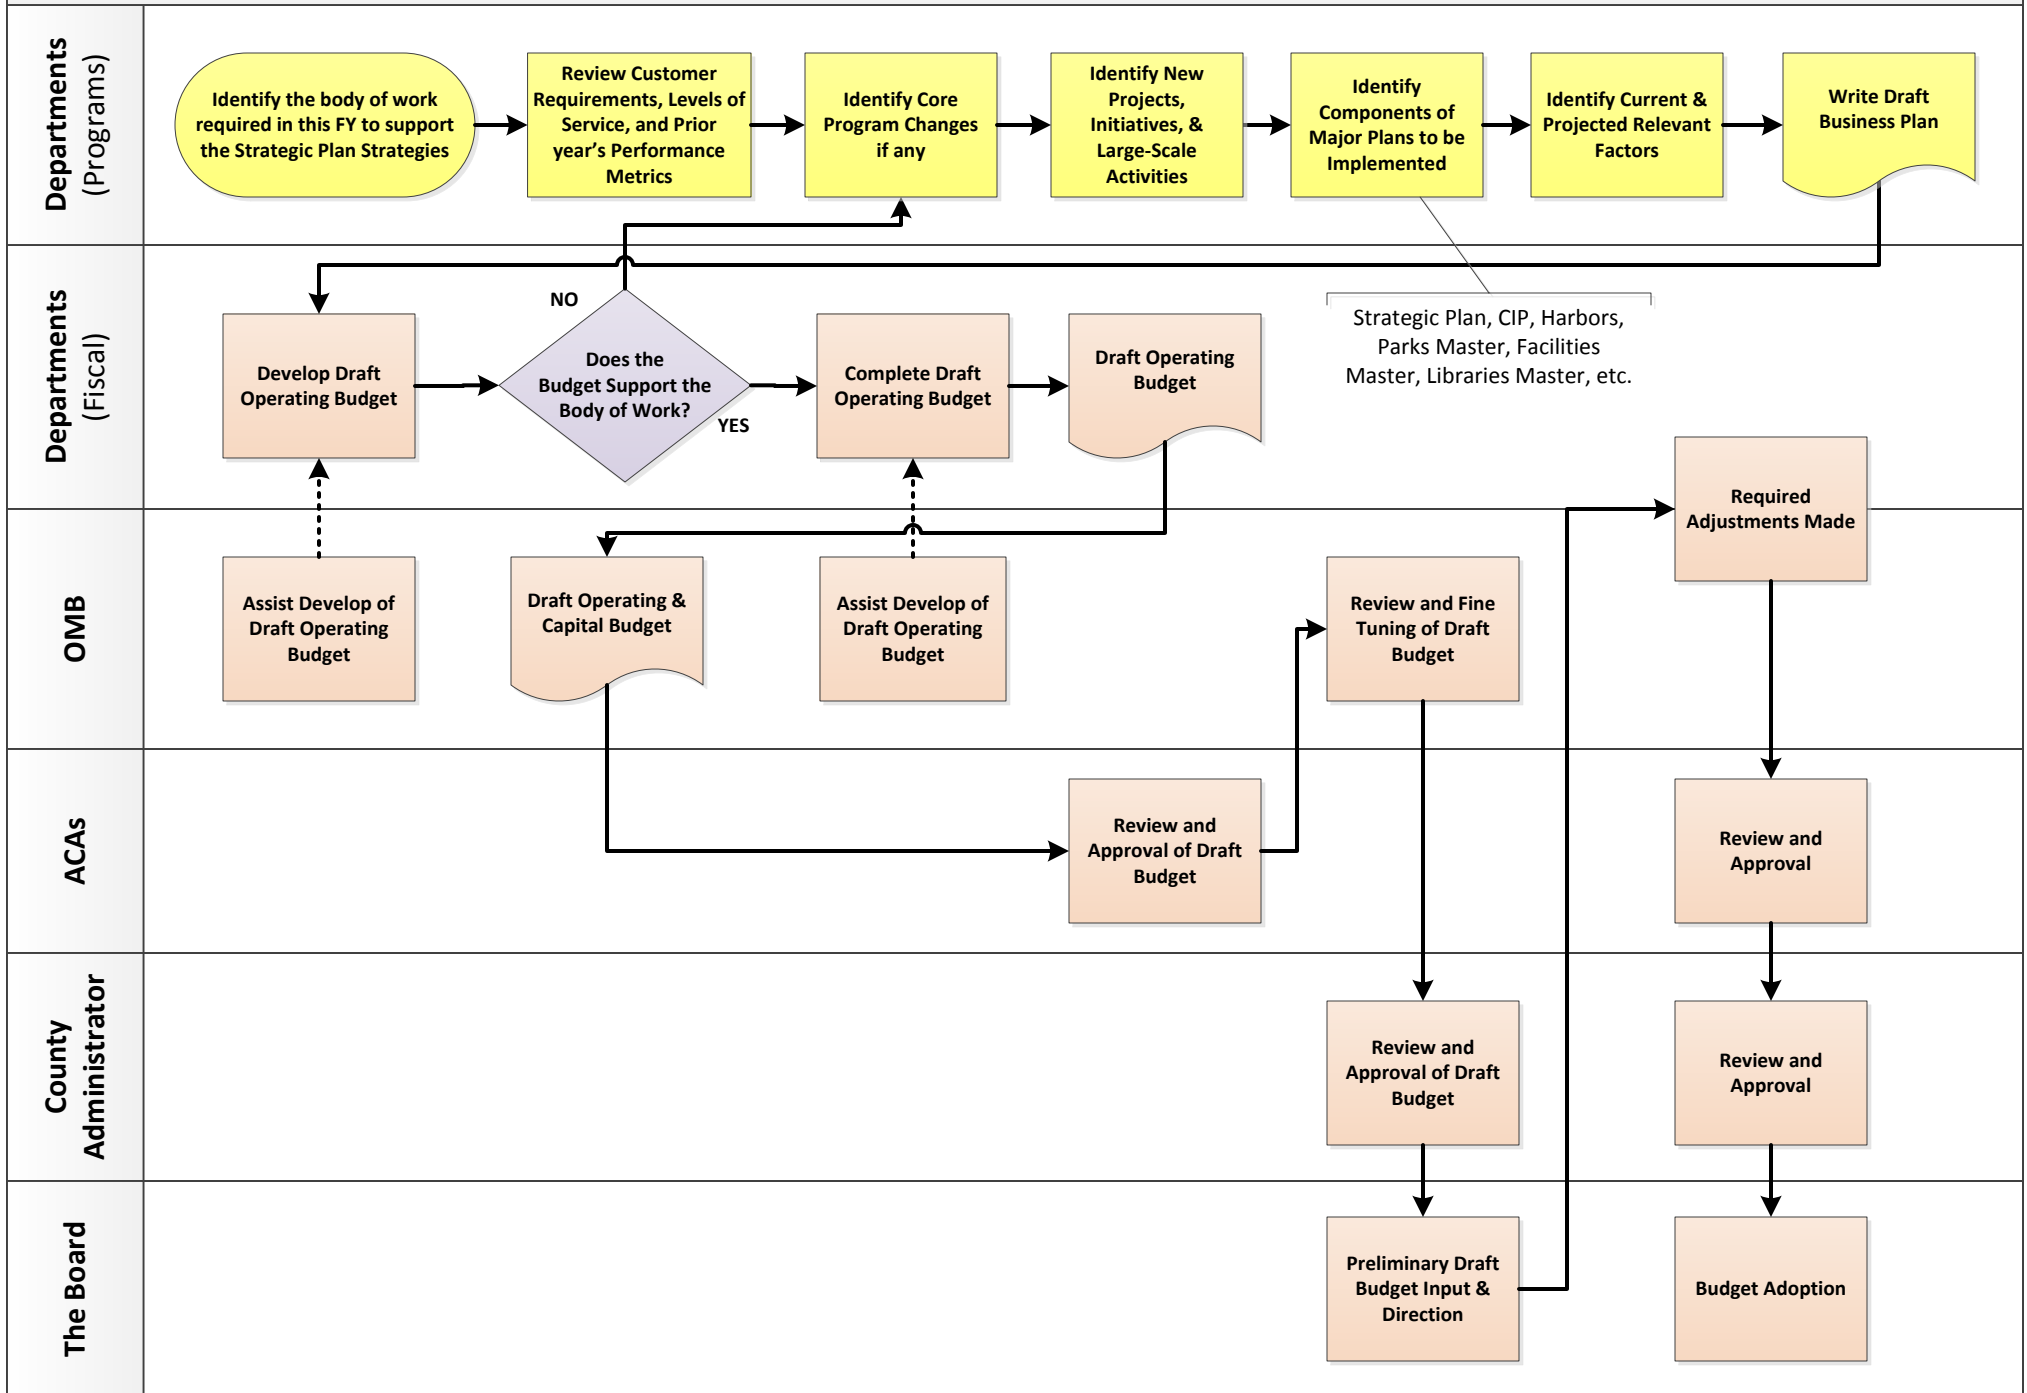 Departments
(Programs)
Identify the body of work
required in this FY to support
the Strategic Plan Strategies
Review Customer
Requirements, Levels of
Service, and Prior
year’s Performance
Metrics
Identify Core
Program Changes
if any
Identify New
Projects,
Initiatives, &
Large-Scale
Activities
Identify
Components of
Major Plans to be
Implemented
Identify Current &
Projected Relevant
Factors
Write Draft
Business Plan
Departments
(Fiscal)
Develop Draft
Operating Budget
NO
Does the
Budget Support the
Body of Work?
YES
Complete Draft
Operating Budget
Draft Operating
Budget
Strategic Plan, CIP, Harbors,
Parks Master, Facilities
Master, Libraries Master, etc.
Required
Adjustments Made
OMB
Assist Develop of
Draft Operating
Budget
Draft Operating &
Capital Budget
Assist Develop of
Draft Operating
Budget
Review and Fine
Tuning of Draft
Budget
ACAs
Review and
Approval of Draft
Budget
Review and
Approval
County
Administrator
Review and
Approval of Draft
Budget
Review and
Approval
The Board
Preliminary Draft
Budget Input &
Direction
Budget Adoption